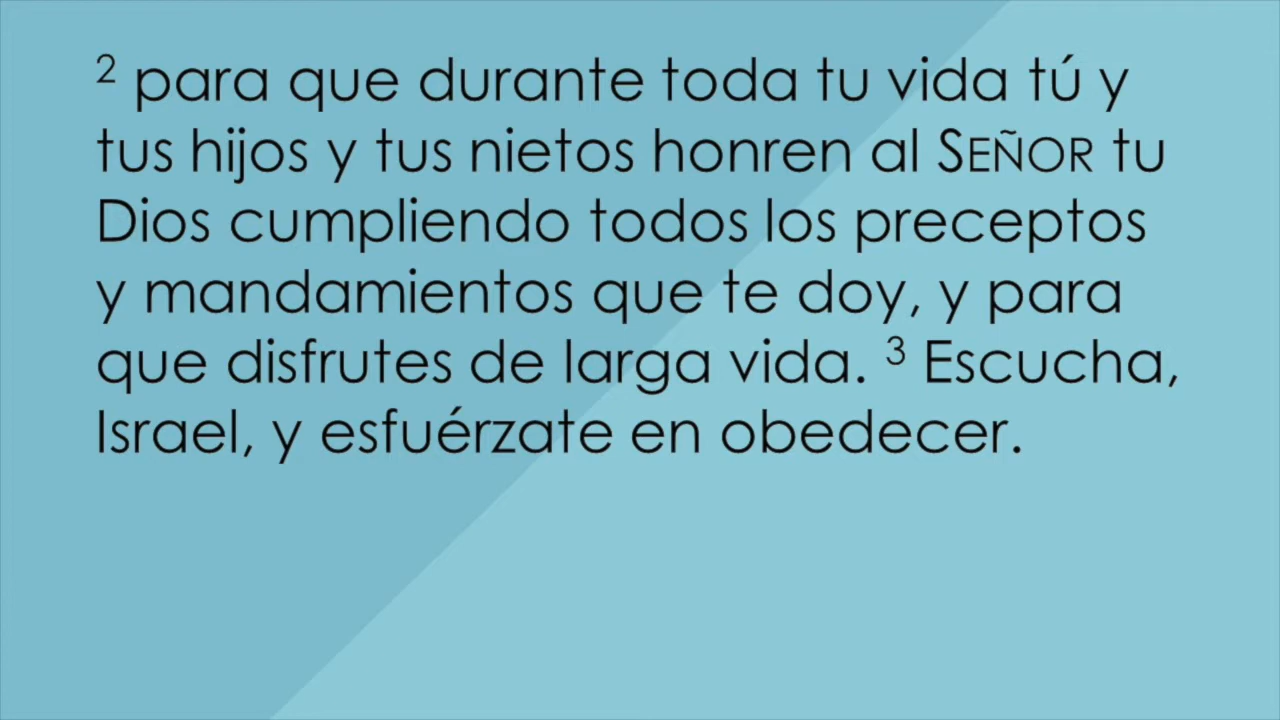 ² para que durante toda tu vida tú y
tus hijos y tus nietos honren al SEÑOR tu
Dios cumpliendo todos los preceptos
y mandamientos que te doy, y para
que disfrutes de larga vida. ³ Escucha,
Israel, y esfuérzate en obedecer.